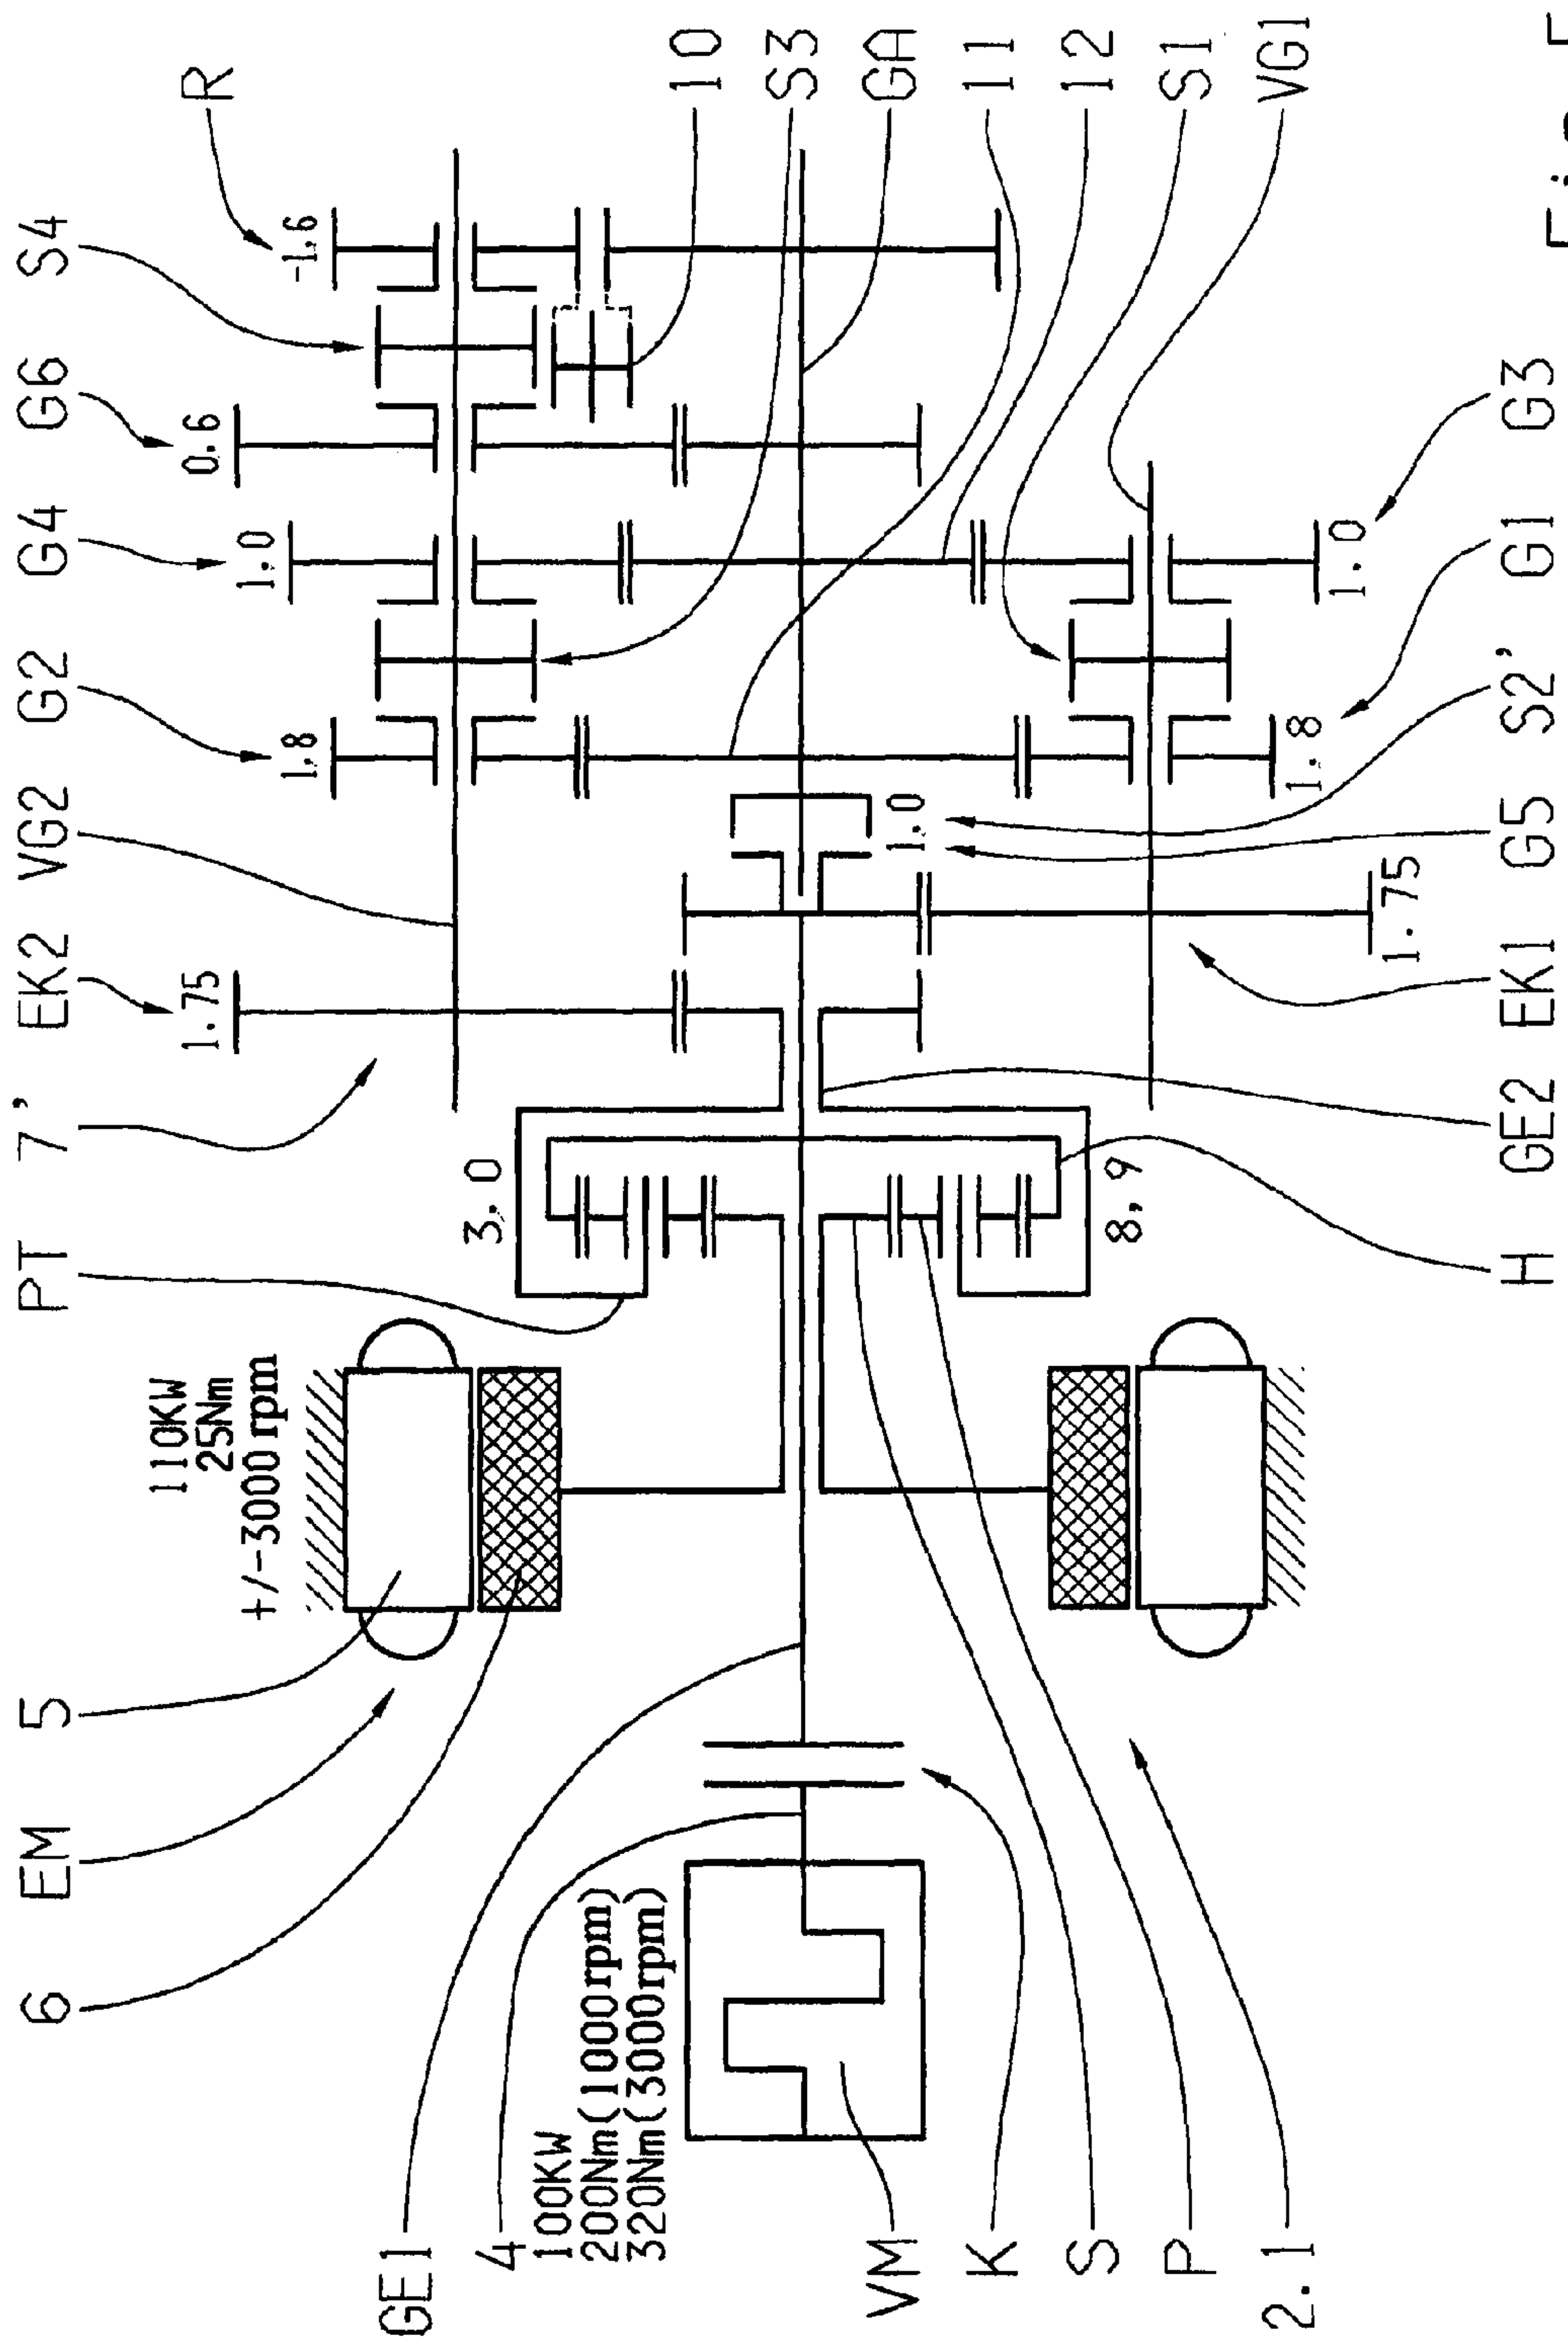 6
EM
5
PT
7'
EK2
VG2
G2
G4
G6
S4
R
110KW
25Nm
+/-3000 rpm
1.75
1,8
1.0
0.6
-1,6
10
S3
GA
11
12
S1
VG1
GE1
4
100KW
200Nm(1000rpm)
320Nm(3000rpm)
VM
K
S
P
2.1
3,0
8,9
1,0
1.75
1.8
1.0
H
GE2
EK1
G5
S2'
G1
G3